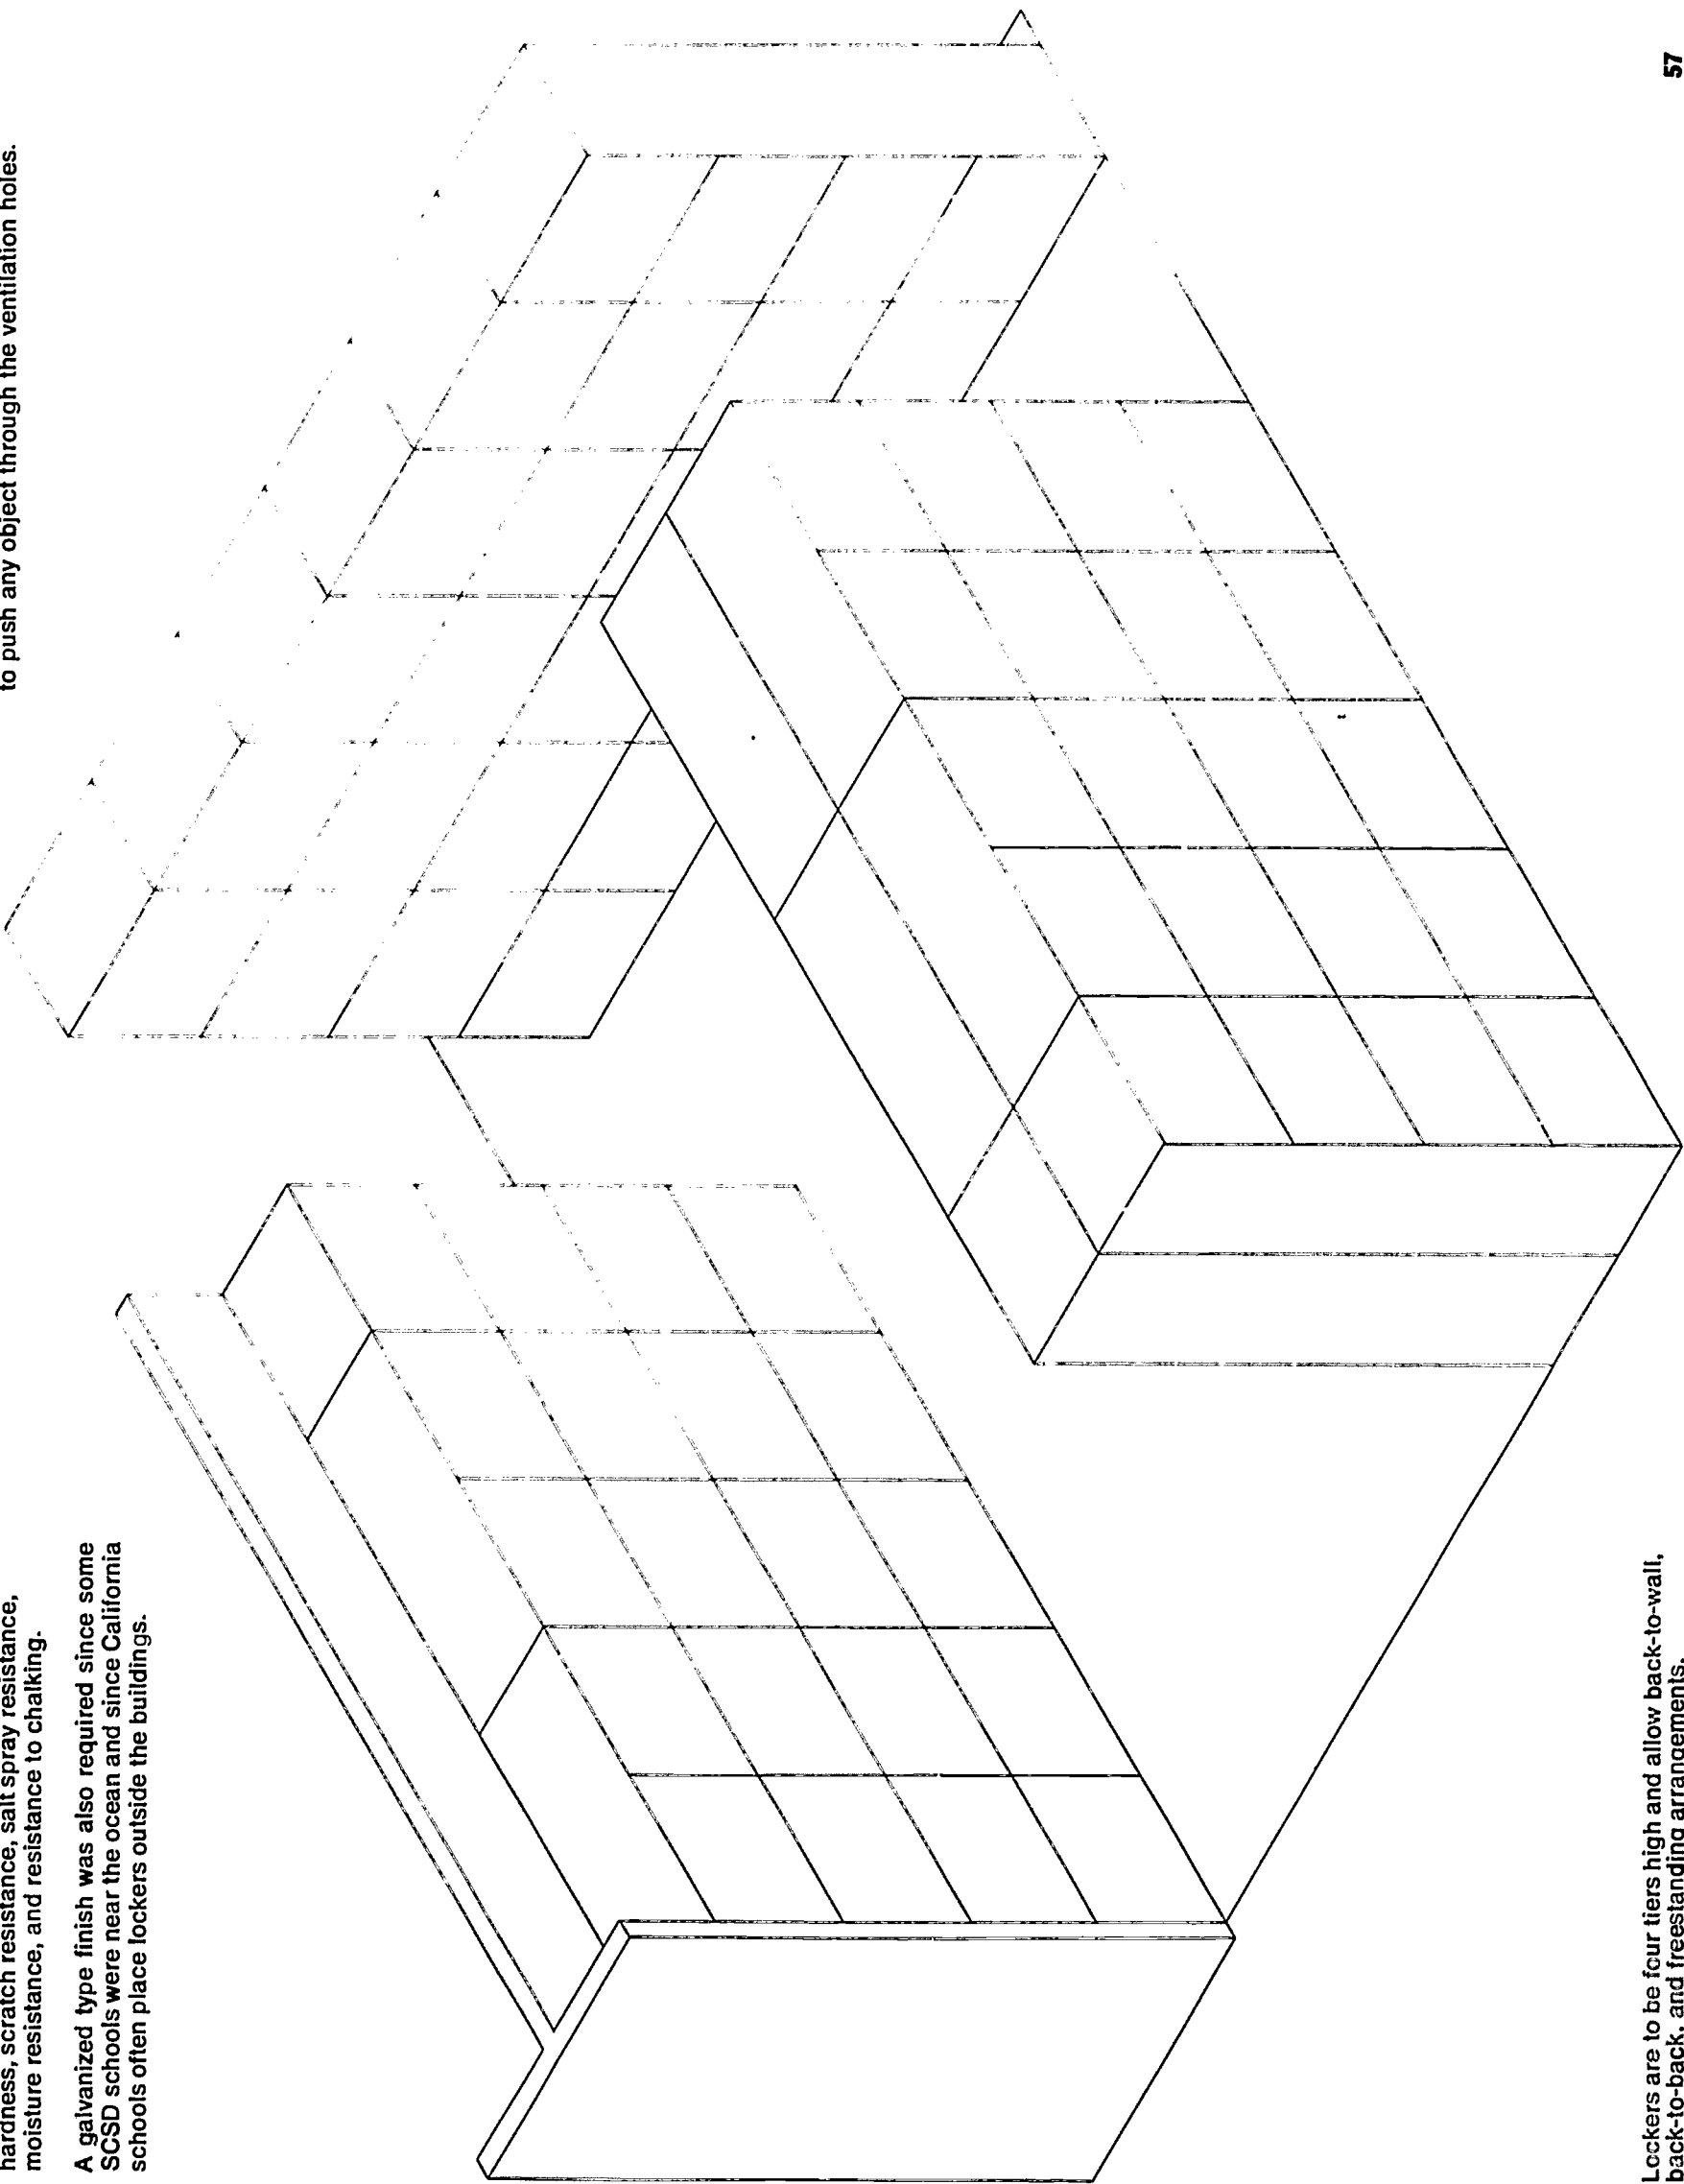 hardness, scratch resistance, salt spray resistance,
moisture resistance, and resistance to chalking.
A galvanized type finish was also required since some
SCSD schools were near the ocean and since California
schools often place lockers outside the buildings.
to push any object through the ventilation holes.
Lockers are to be four tiers high and allow back-to-wall,
back-to-back, and freestanding arrangements.
57